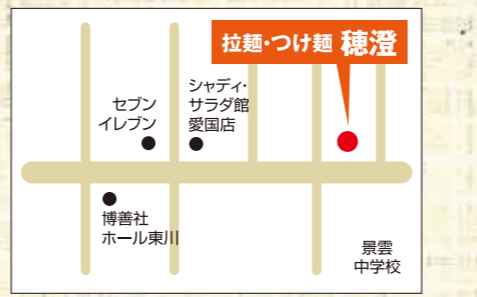 拉麺・つけ麺 穂澄
シャディ・
サラダ館
愛国店
セブン
イレブン
博善社
ホール東川
景雲
中学校